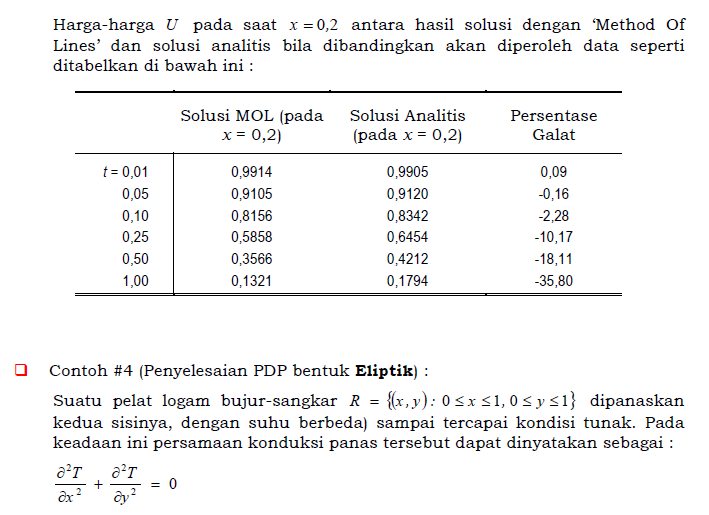 Harga-harga U pada saat x = 0,2 antara hasil solusi dengan ‘Method Of
Lines’ dan solusi analitis bila dibandingkan akan diperoleh data seperti
ditabelkan di bawah ini :
Solusi MOL (pada x = 0,2) Solusi Analitis (pada x = 0,2) Persentase Galat
t = 0,01 0,9914 0,9905 0,09
0,05 0,9105 0,9120 -0,16
0,10 0,8156 0,8342 -2,28
0,25 0,5858 0,6454 -10,17
0,50 0,3566 0,4212 -18,11
1,00 0,1321 0,1794 -35,80
❑ Contoh #4 (Penyelesaian PDP bentuk Eliptik) :
Suatu pelat logam bujur-sangkar R = {(x, y) : 0 ≤ x ≤ 1, 0 ≤ y ≤ 1} dipanaskan
kedua sisinya, dengan suhu berbeda) sampai tercapai kondisi tunak. Pada
keadaan ini persamaan konduksi panas tersebut dapat dinyatakan sebagai :
∂²T/∂x² + ∂²T/∂y² = 0